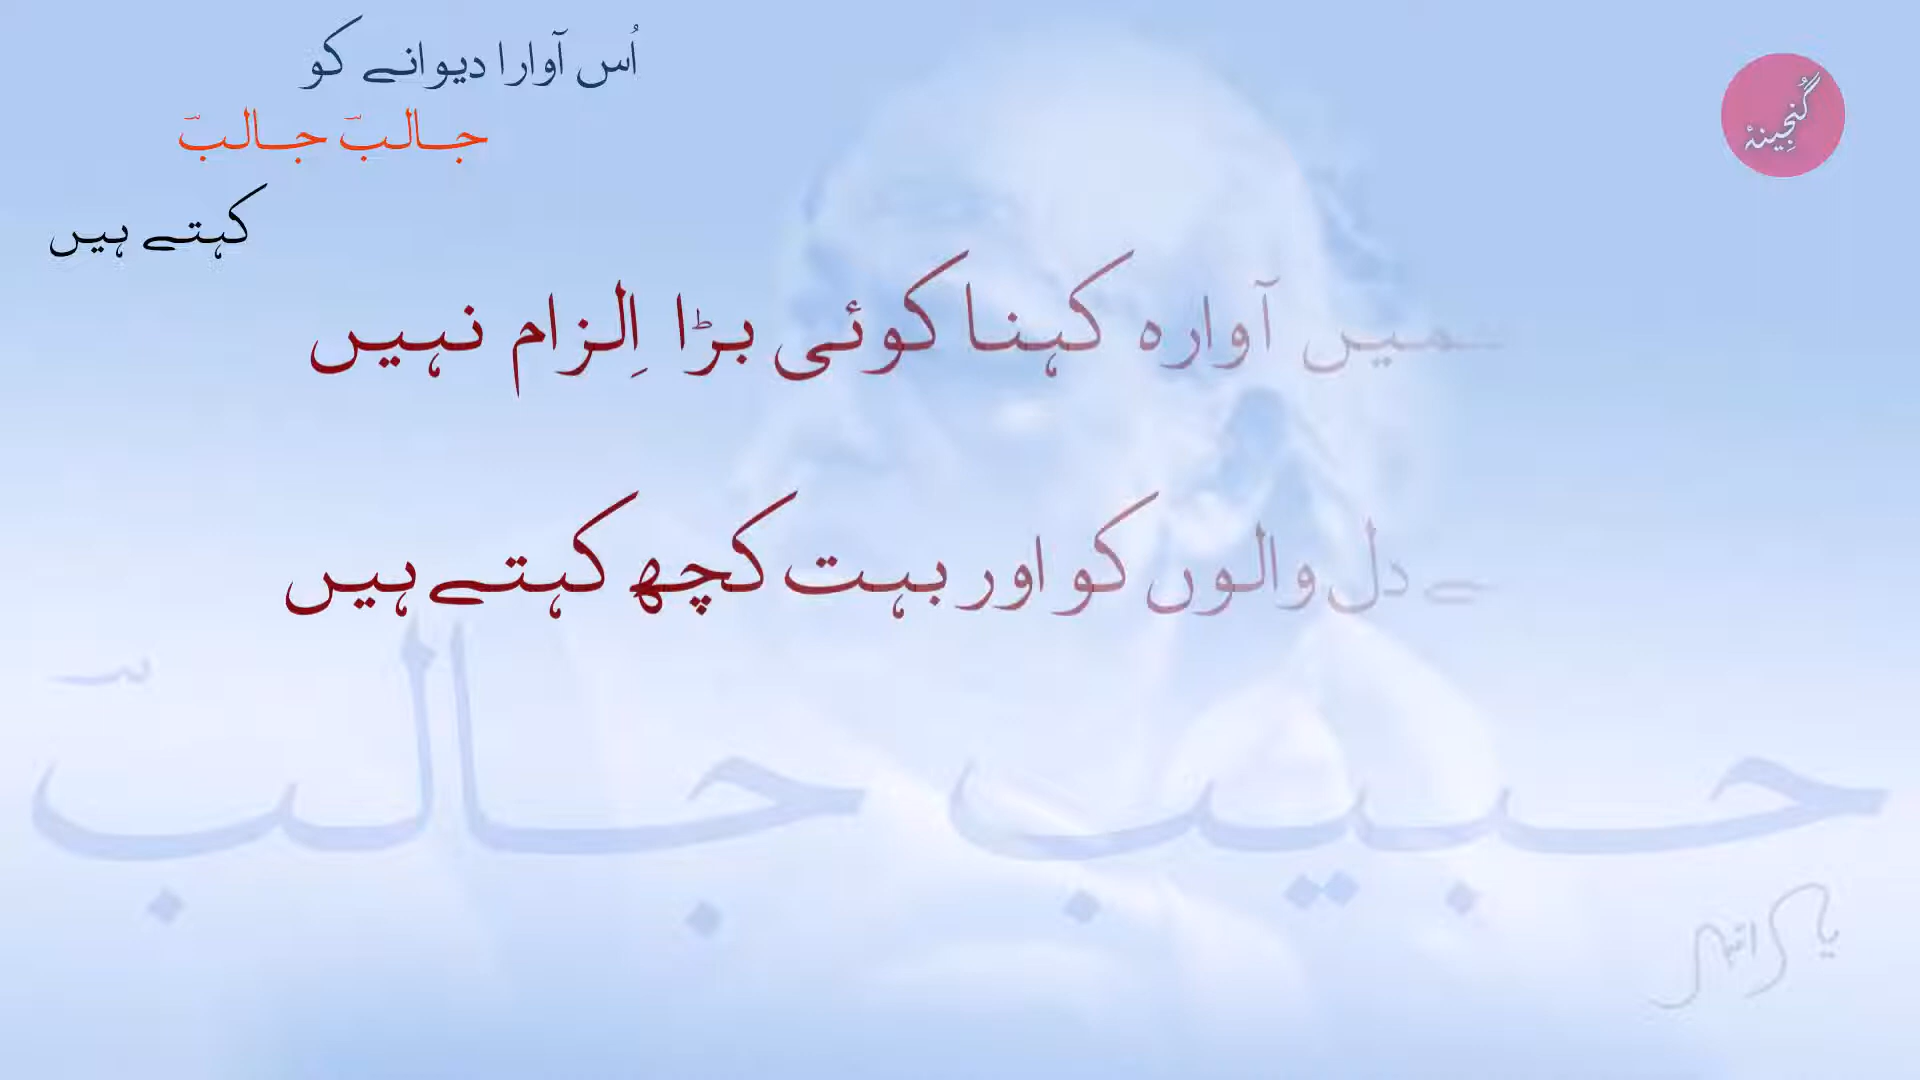 اُس آوارا دیوانے کو
جالبؔ جالبؔ
کہتے ہیں
گنجینۂ
آوارہ کہنا کوئی بڑا اِلزام نہیں
دل والوں کو اور بہت کچھ کہتے ہیں
حبیب جالبؔ